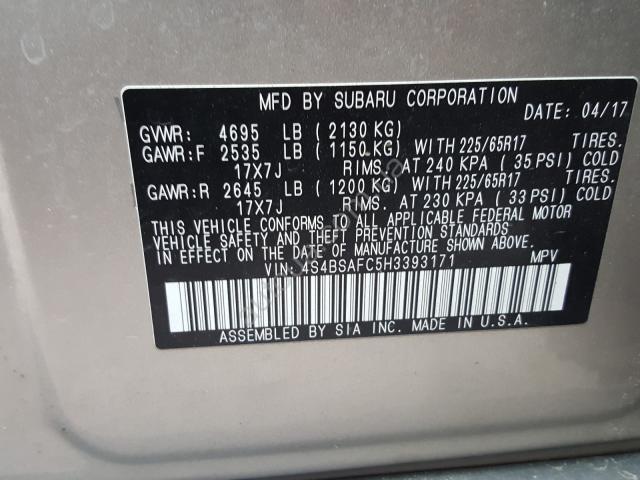 MFD BY SUBARU CORPORATION
DATE: 04/17
GVWR: 4695 LB (2130 KG)
GAWR:F 2535 LB (1150 KG) WITH 225/65R17 TIRES.
17X7J RIMS. AT 240 KPA (35 PSI) COLD
GAWR:R 2645 LB (1200 KG) WITH 225/65R17 TIRES.
17X7J RIMS. AT 230 KPA (33 PSI) COLD
THIS VEHICLE CONFORMS TO ALL APPLICABLE FEDERAL MOTOR
VEHICLE SAFETY AND THEFT PREVENTION STANDARDS
IN EFFECT ON THE DATE OF MANUFACTURE SHOWN ABOVE.
VIN: 4S4BSAFC5H3393171 MPV
ASSEMBLED BY SIA INC. MADE IN U.S.A.